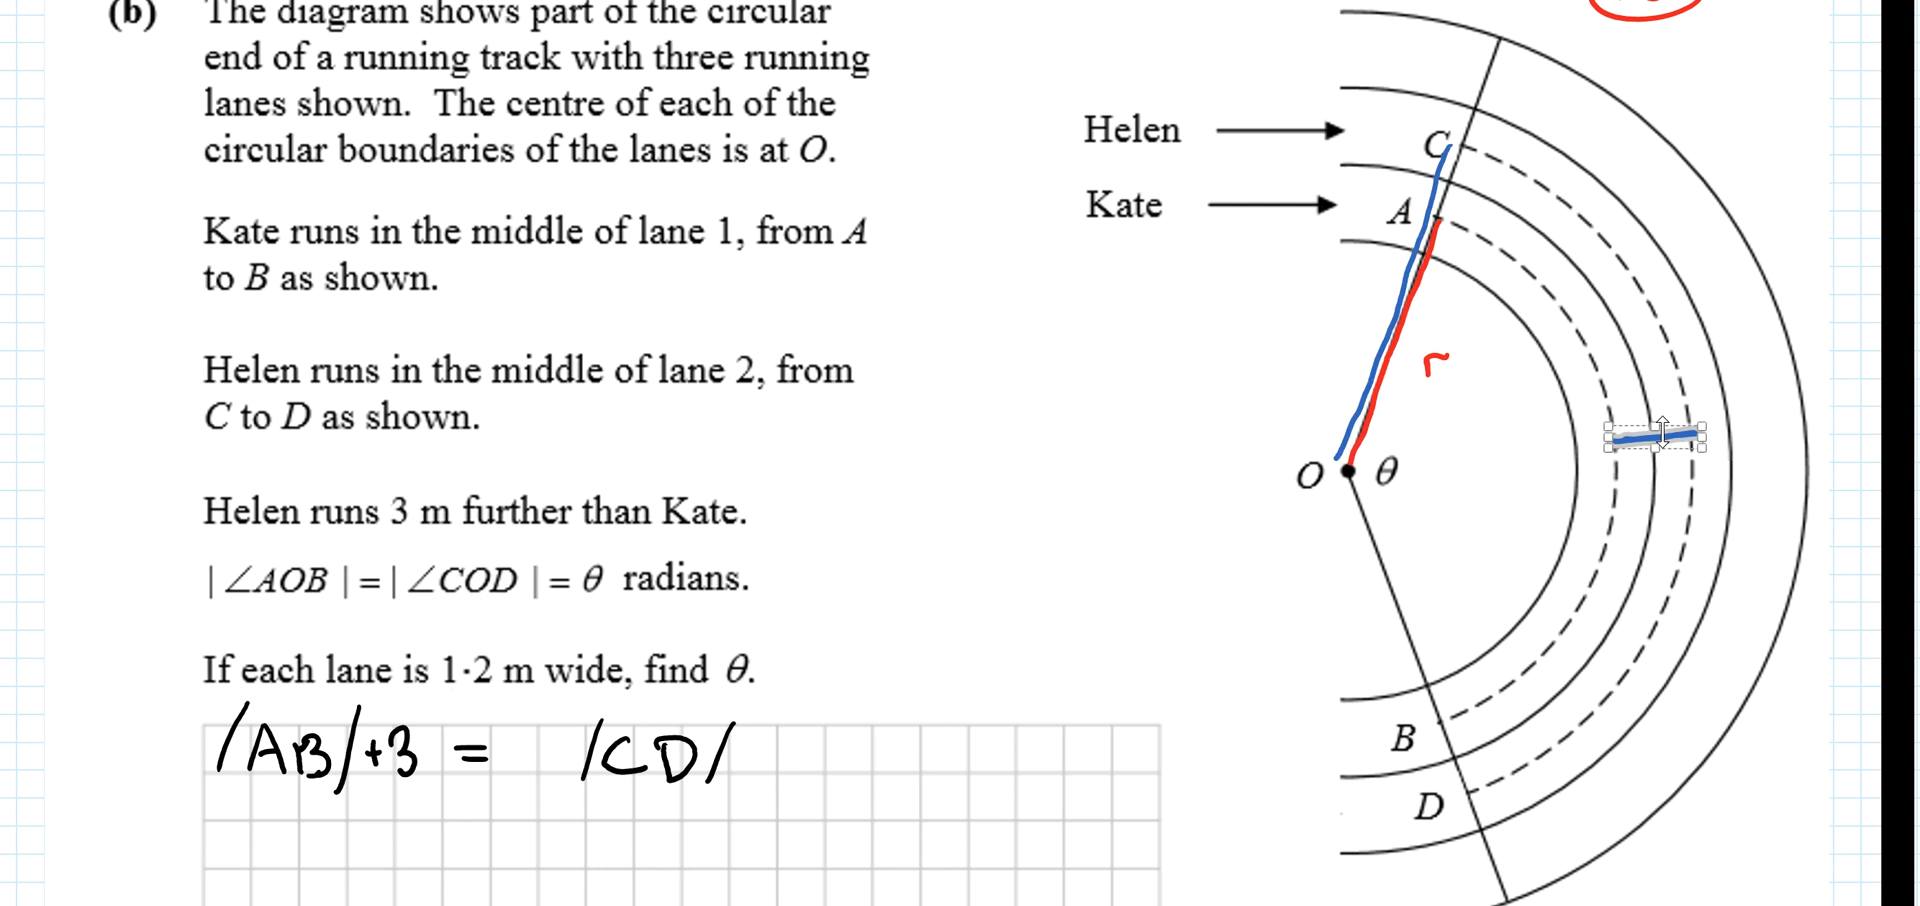 (b) The diagram shows part of the circular
end of a running track with three running
lanes shown. The centre of each of the
circular boundaries of the lanes is at O.
Kate runs in the middle of lane 1, from A
to B as shown.
Helen runs in the middle of lane 2, from
C to D as shown.
Helen runs 3 m further than Kate.
|∠AOB| = |∠COD| = θ radians.
If each lane is 1·2 m wide, find θ.
/AB/+3 = /CD/
Helen
Kate
C
A
r
O
θ
B
D